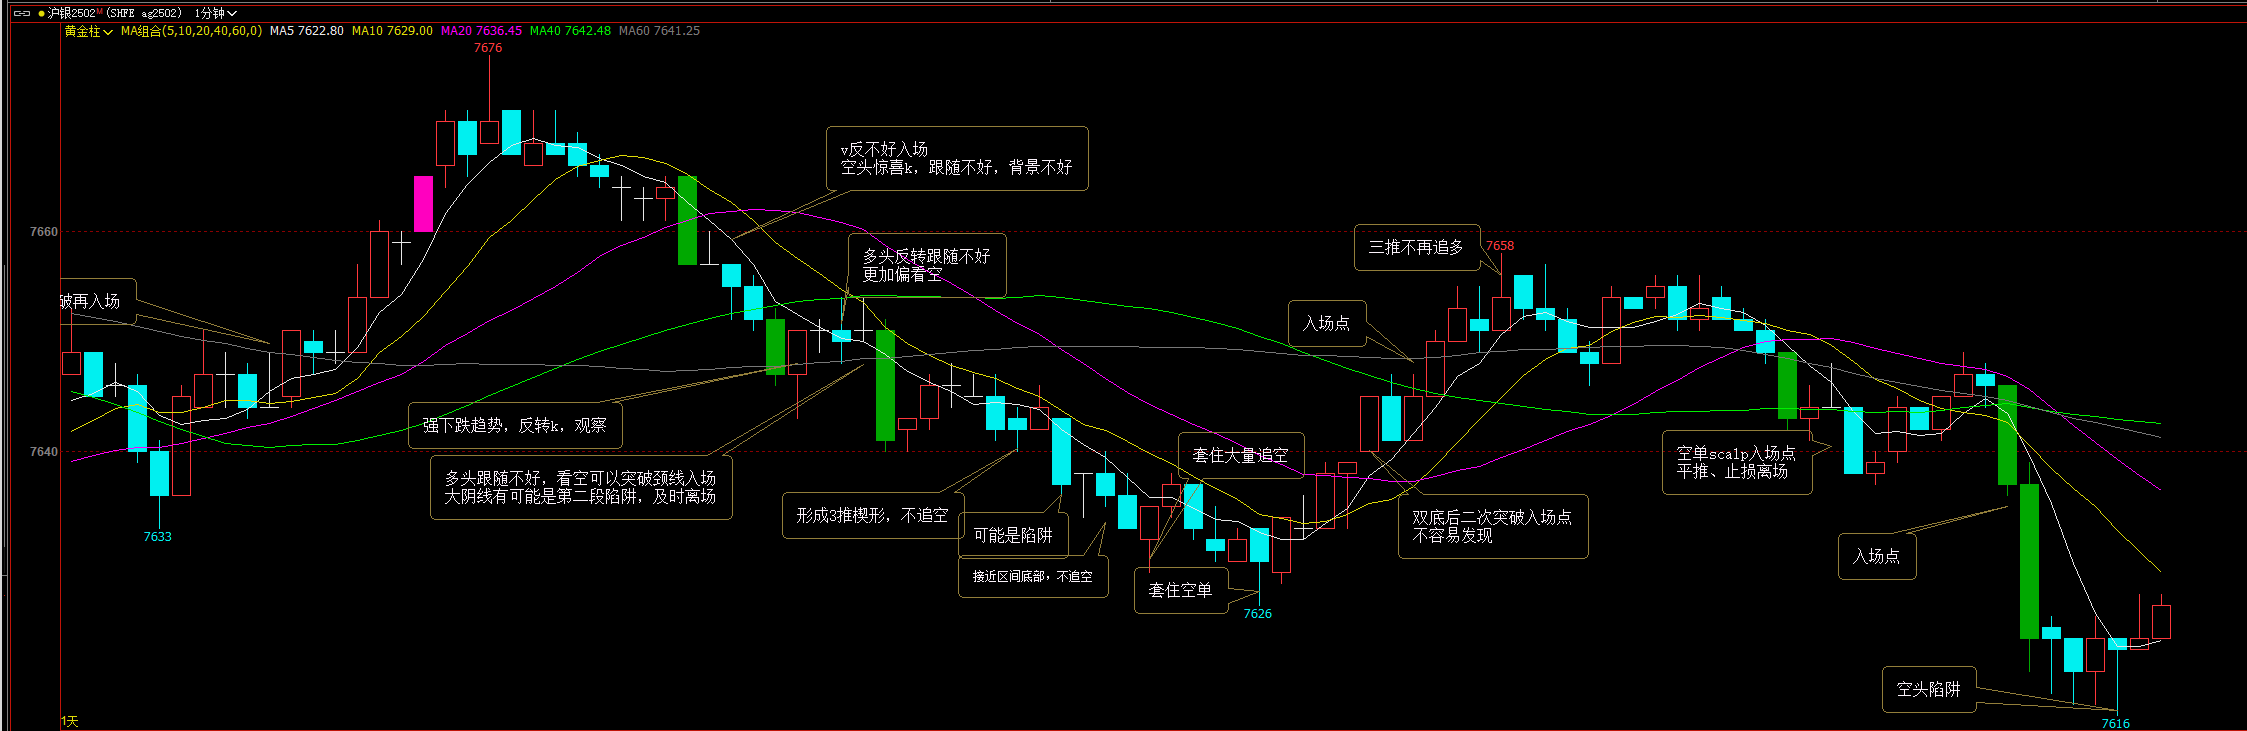 沪银2502M (SHFE ag2502) 1分钟
黄金柱 MA组合(5,10,20,40,60,0) MA5 7622.80 MA10 7629.00 MA20 7636.45 MA40 7642.48 MA60 7641.25
7676
v反不好入场
空头惊喜k，跟随不好，背景不好
7660
多头反转跟随不好
更加偏看空
三推不再追多
7658
破再入场
入场点
强下跌趋势，反转k，观察
7640
套住大量追空
空单scalp入场点
平推、止损离场
多头跟随不好，看空可以突破颈线入场
大阴线有可能是第二段陷阱，及时离场
形成3推楔形，不追空
可能是陷阱
双底后二次突破入场点
不容易发现
7633
入场点
接近区间底部，不追空
套住空单
7626
空头陷阱
1天
7616